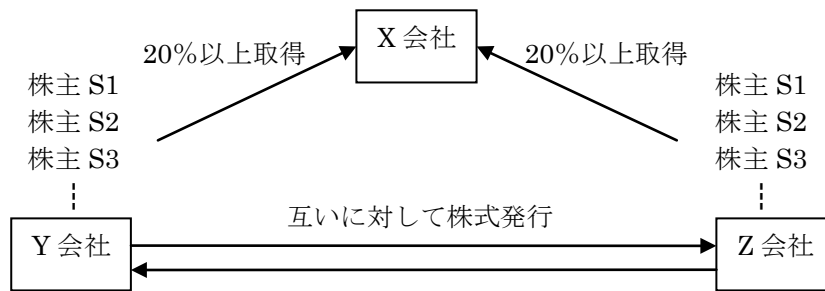 X 会社
20%以上取得
20%以上取得
株主 S1
株主 S2
株主 S3
株主 S1
株主 S2
株主 S3
互いに対して株式発行
Y 会社
Z 会社